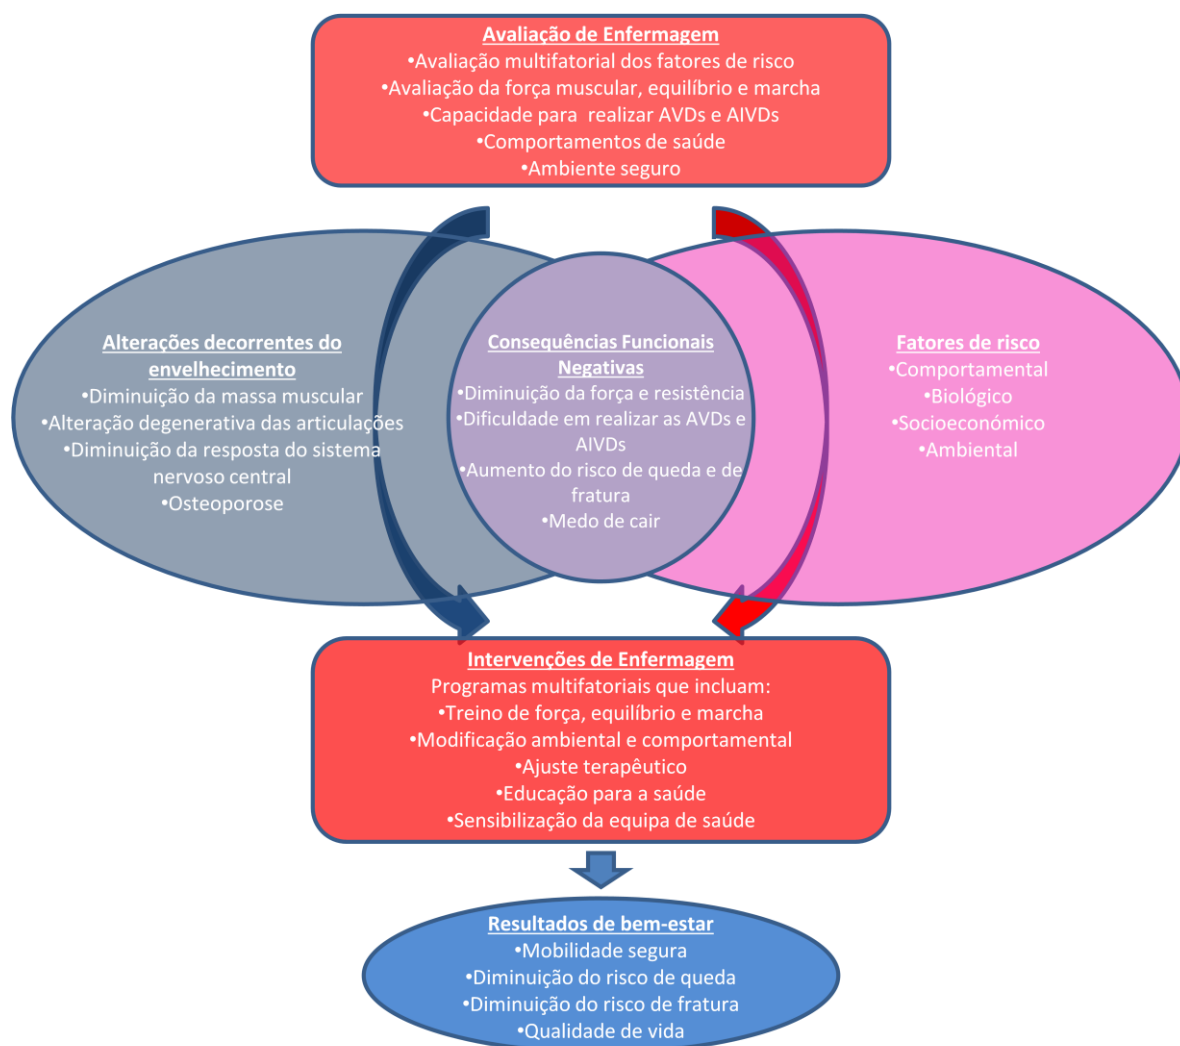 Avaliação de Enfermagem
•Avaliação multifatorial dos fatores de risco
•Avaliação da força muscular, equilíbrio e marcha
•Capacidade para realizar AVDs e AIVDs
•Comportamentos de saúde
•Ambiente seguro
Alterações decorrentes do
envelhecimento
•Diminuição da massa muscular
•Alteração degenerativa das articulações
•Diminuição da resposta do sistema
nervoso central
•Osteoporose
Consequências Funcionais
Negativas
•Diminuição da força e resistência
•Dificuldade em realizar as AVDs e
AIVDs
•Aumento do risco de queda e de
fratura
•Medo de cair
Fatores de risco
•Comportamental
•Biológico
•Socioeconómico
•Ambiental
Intervenções de Enfermagem
Programas multifatoriais que incluam:
•Treino de força, equilíbrio e marcha
•Modificação ambiental e comportamental
•Ajuste terapêutico
•Educação para a saúde
•Sensibilização da equipa de saúde
Resultados de bem-estar
•Mobilidade segura
•Diminuição do risco de queda
•Diminuição do risco de fratura
•Qualidade de vida